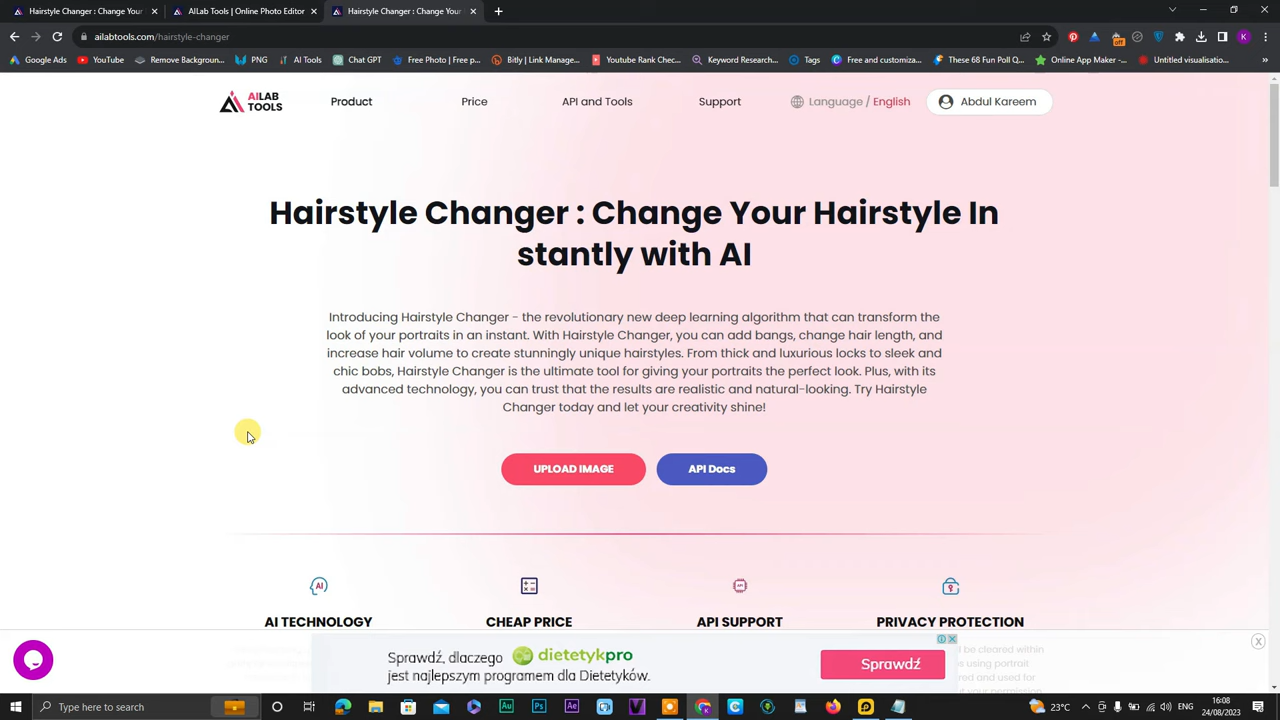 Hairstyle Changer : Change Your
AILab Tools | Online Photo Editor
Hairstyle Changer : Change Your
ailabtools.com/hairstyle-changer
off
K
Google Ads
YouTube
Remove Backgroun...
PNG
AI Tools
Chat GPT
Free Photo | Free p...
Bitly | Link Manage...
Youtube Rank Chec...
Keyword Research...
Tags
Free and customiza...
These 68 Fun Poll Q...
Online App Maker -...
Untitled visualisatio...
AILAB
TOOLS
Product
Price
API and Tools
Support
Language / English
Abdul Kareem
Hairstyle Changer : Change Your Hairstyle In
stantly with AI
Introducing Hairstyle Changer - the revolutionary new deep learning algorithm that can transform the
look of your portraits in an instant. With Hairstyle Changer, you can add bangs, change hair length, and
increase hair volume to create stunningly unique hairstyles. From thick and luxurious locks to sleek and
chic bobs, Hairstyle Changer is the ultimate tool for giving your portraits the perfect look. Plus, with its
advanced technology, you can trust that the results are realistic and natural-looking. Try Hairstyle
Changer today and let your creativity shine!
UPLOAD IMAGE
API Docs
AI
API
AI TECHNOLOGY
CHEAP PRICE
API SUPPORT
PRIVACY PROTECTION
Sprawdź, dlaczego dietetykpro
jest najlepszym programem dla Dietetyków.
Sprawdź
X
Type here to search
Au
Ps
Ae
23°C
ENG
16:08
24/08/2023